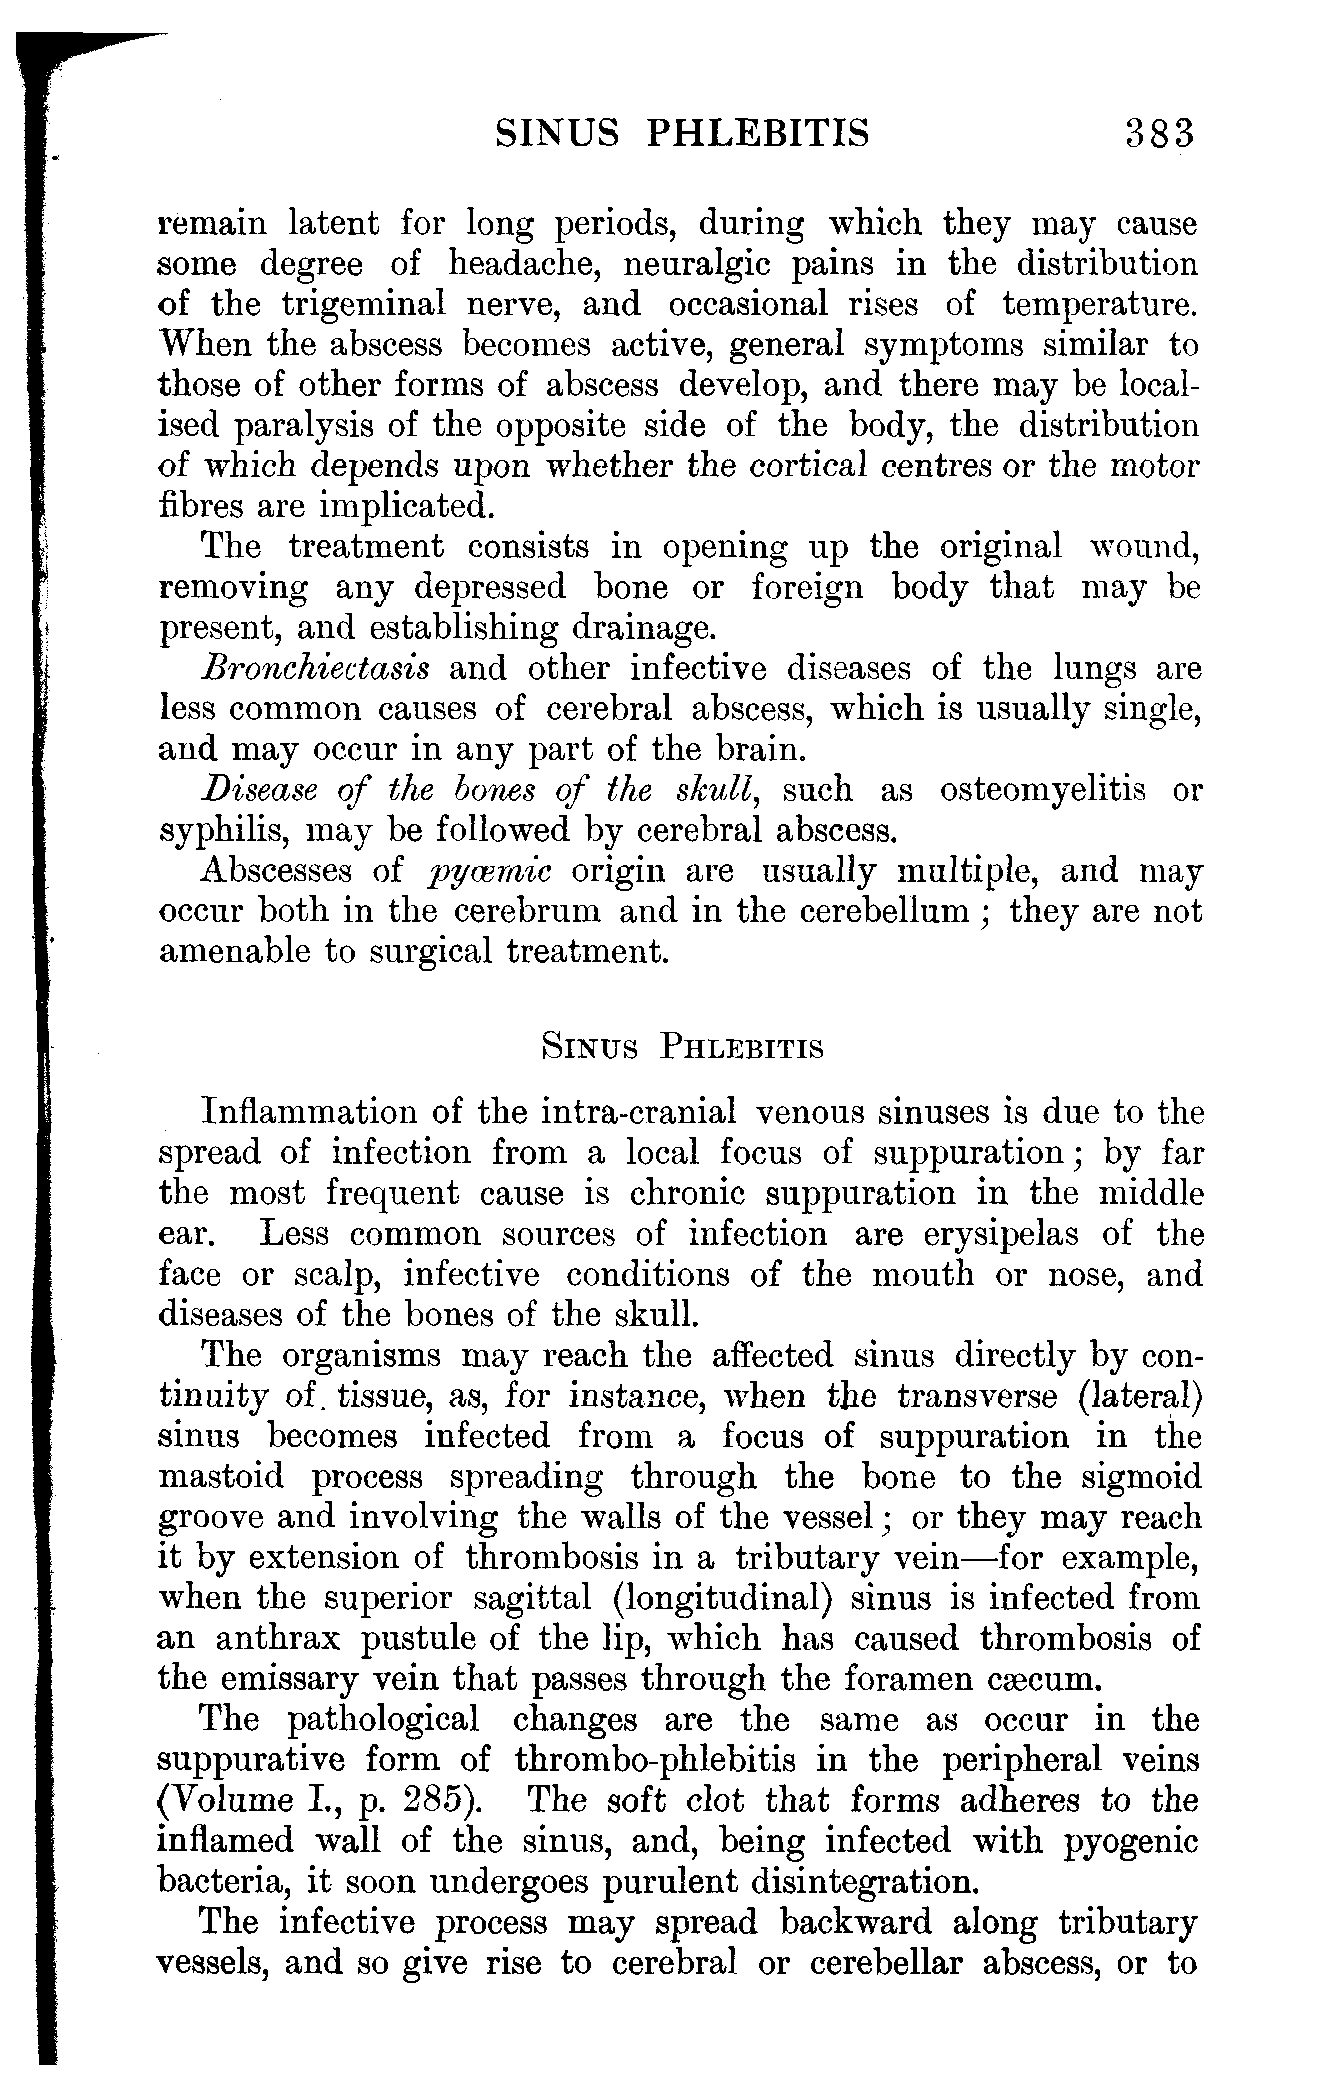 SINUS PHLEBITIS 383
remain latent for long periods, during which they may cause
some degree of headache, neuralgic pains in the distribution
of the trigeminal nerve, and occasional rises of temperature.
When the abscess becomes active, general symptoms similar to
those of other forms of abscess develop, and there may be local-
ised paralysis of the opposite side of the body, the distribution
of which depends upon whether the cortical centres or the motor
fibres are implicated.
The treatment consists in opening up the original wound,
removing any depressed bone or foreign body that may be
present, and establishing drainage.
Bronchiectasis and other infective diseases of the lungs are
less common causes of cerebral abscess, which is usually single,
and may occur in any part of the brain.
Disease of the bones of the skull, such as osteomyelitis or
syphilis, may be followed by cerebral abscess.
Abscesses of pyœmic origin are usually multiple, and may
occur both in the cerebrum and in the cerebellum ; they are not
amenable to surgical treatment.
SINUS PHLEBITIS
Inflammation of the intra-cranial venous sinuses is due to the
spread of infection from a local focus of suppuration ; by far
the most frequent cause is chronic suppuration in the middle
ear. Less common sources of infection are erysipelas of the
face or scalp, infective conditions of the mouth or nose, and
diseases of the bones of the skull.
The organisms may reach the affected sinus directly by con-
tinuity of tissue, as, for instance, when the transverse (lateral)
sinus becomes infected from a focus of suppuration in the
mastoid process spreading through the bone to the sigmoid
groove and involving the walls of the vessel ; or they may reach
it by extension of thrombosis in a tributary vein—for example,
when the superior sagittal (longitudinal) sinus is infected from
an anthrax pustule of the lip, which has caused thrombosis of
the emissary vein that passes through the foramen cæcum.
The pathological changes are the same as occur in the
suppurative form of thrombo-phlebitis in the peripheral veins
(Volume I., p. 285). The soft clot that forms adheres to the
inflamed wall of the sinus, and, being infected with pyogenic
bacteria, it soon undergoes purulent disintegration.
The infective process may spread backward along tributary
vessels, and so give rise to cerebral or cerebellar abscess, or to